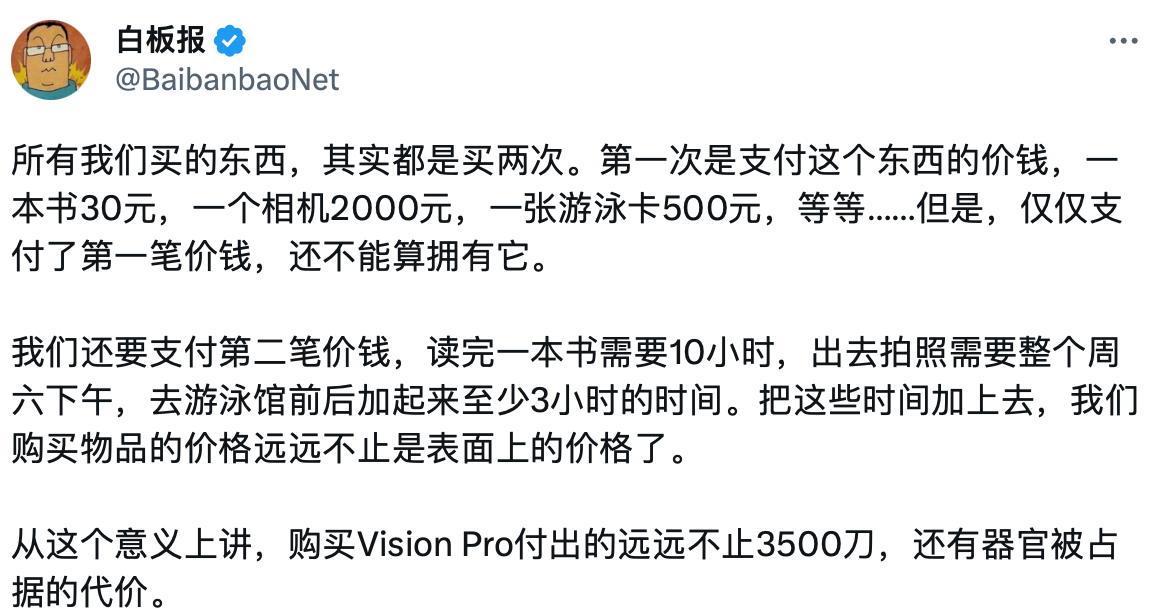 白板报
@BaibanbaoNet
所有我们买的东西，其实都是买两次。第一次是支付这个东西的价钱，一
本书30元，一个相机2000元，一张游泳卡500元，等等......但是，仅仅支
付了第一笔价钱，还不能算拥有它。
我们还要支付第二笔价钱，读完一本书需要10小时，出去拍照需要整个周
六下午，去游泳馆前后加起来至少3小时的时间。把这些时间加上去，我们
购买物品的价格远远不止是表面上的价格了。
从这个意义上讲，购买Vision Pro付出的远远不止3500刀，还有器官被占
据的代价。